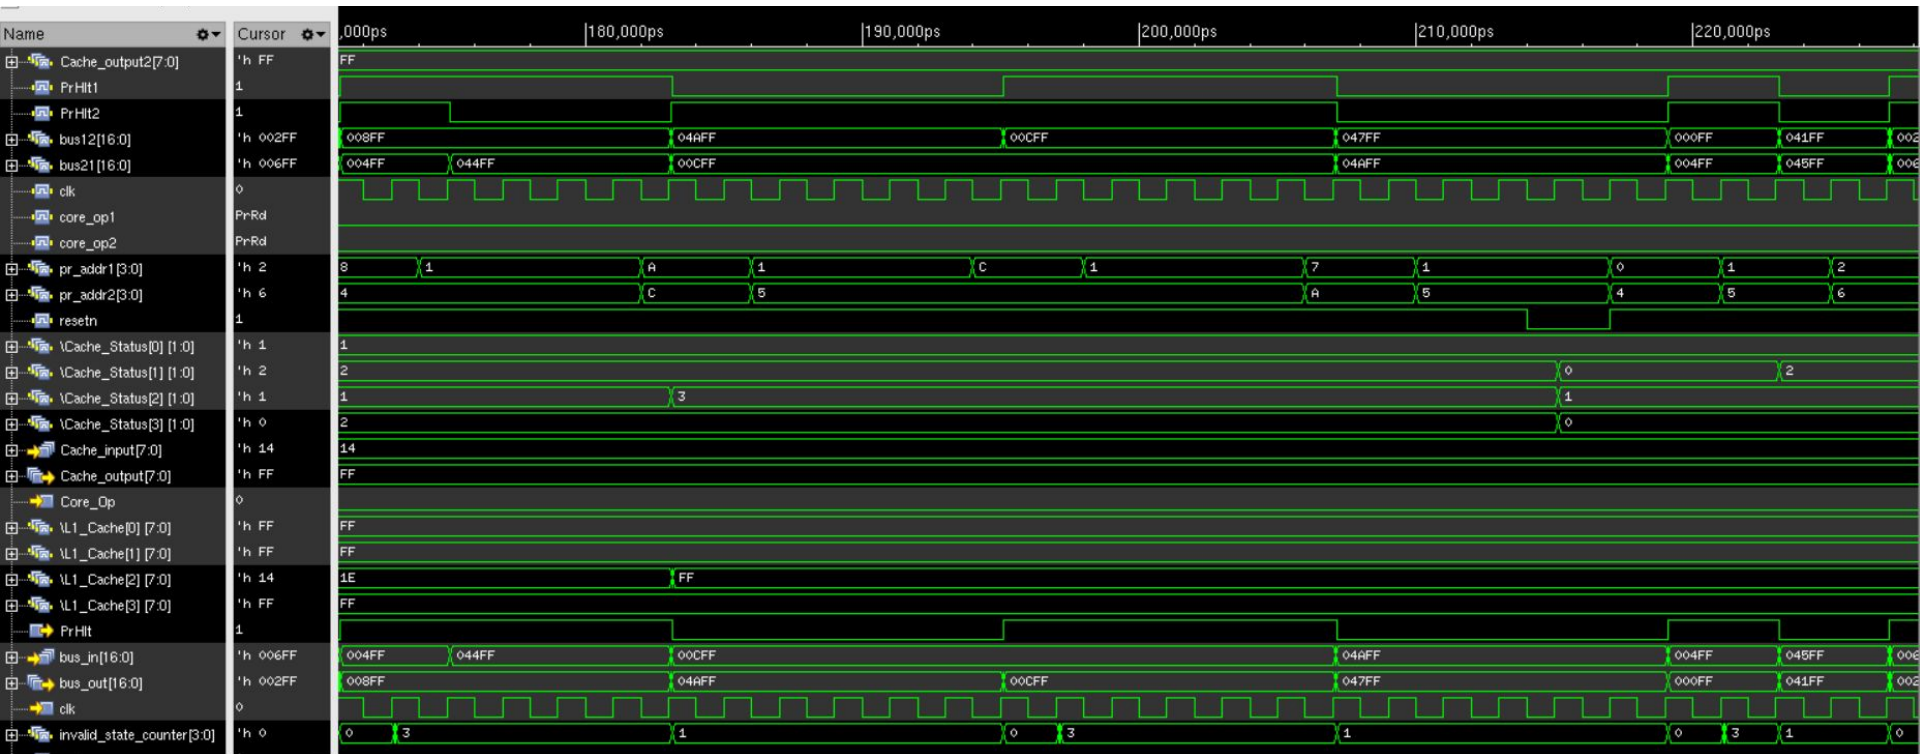 Name Cursor ,000ps |180,000ps |190,000ps |200,000ps |210,000ps |220,000ps
Cache_output2[7:0] 'h FF FF
PrHIt1 1
PrHIt2 1
bus12[16:0] 'h 002FF 008FF 04AFF 00CFF 047FF 000FF 041FF 002
bus21[16:0] 'h 006FF 004FF 044FF 00CFF 04AFF 004FF 045FF 006
clk 0
core_op1 PrRd
core_op2 PrRd
pr_addr1[3:0] 'h 2 8 1 A 1 C 1 7 1 0 1 2
pr_addr2[3:0] 'h 6 4 C 5 A 5 4 5 6
resetn 1
\Cache_Status[0] [1:0] 'h 1 1
\Cache_Status[1] [1:0] 'h 2 2 0 2
\Cache_Status[2] [1:0] 'h 1 1 3 1
\Cache_Status[3] [1:0] 'h 0 2 0
Cache_input[7:0] 'h 14 14
Cache_output[7:0] 'h FF FF
Core_Op 0
\L1_Cache[0] [7:0] 'h FF FF
\L1_Cache[1] [7:0] 'h FF FF
\L1_Cache[2] [7:0] 'h 14 1E FF
\L1_Cache[3] [7:0] 'h FF FF
PrHIt 1
bus_in[16:0] 'h 006FF 004FF 044FF 00CFF 04AFF 004FF 045FF 006
bus_out[16:0] 'h 002FF 008FF 04AFF 00CFF 047FF 000FF 041FF 002
clk 0
invalid_state_counter[3:0] 'h 0 0 3 1 0 3 1 0 3 1 0